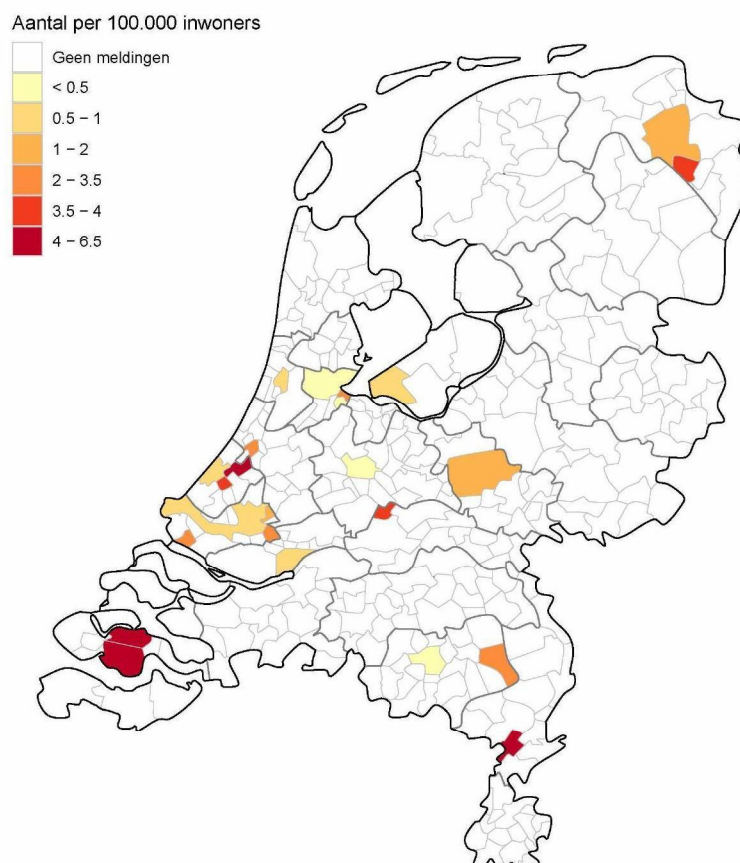 Aantal per 100.000 inwoners
Geen meldingen
< 0.5
0.5 – 1
1 – 2
2 – 3.5
3.5 – 4
4 – 6.5